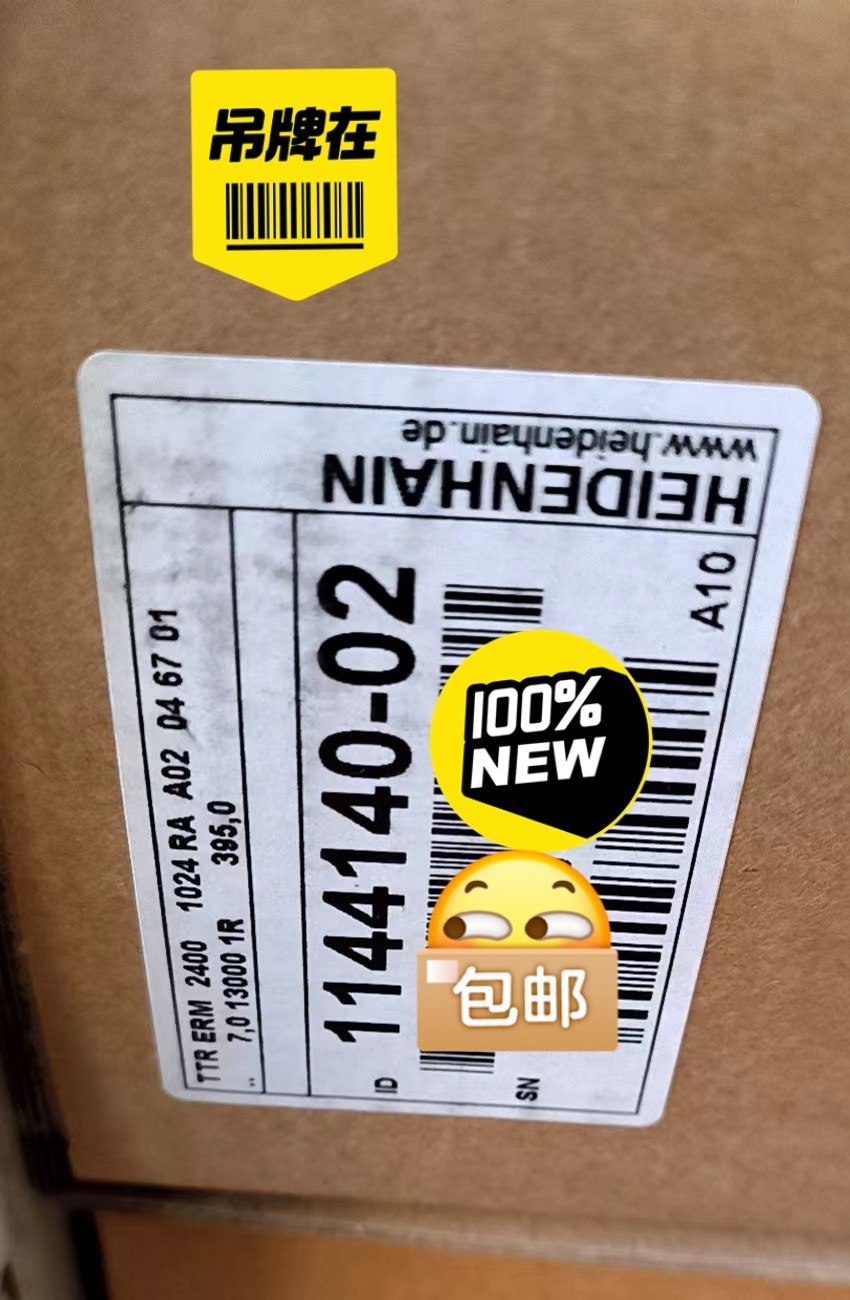 吊牌在
www.heidenhain.de
HEIDENHAIN
TTR ERM 2400 1024 RA A02 04 67 01
7,0 13000 1R 395,0
ID
1144140-02
SN
A10
100%
NEW
包邮